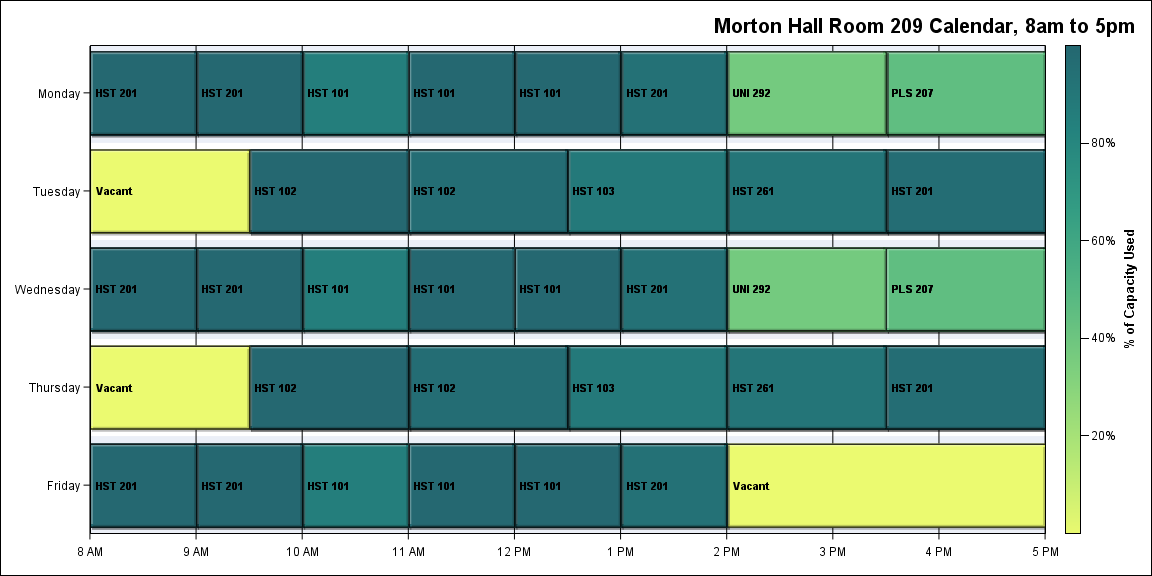 Morton Hall Room 209 Calendar, 8am to 5pm
Monday
HST 201
HST 201
HST 101
HST 101
HST 101
HST 201
UNI 292
PLS 207
Tuesday
Vacant
HST 102
HST 102
HST 103
HST 261
HST 201
Wednesday
HST 201
HST 201
HST 101
HST 101
HST 101
HST 201
UNI 292
PLS 207
Thursday
Vacant
HST 102
HST 102
HST 103
HST 261
HST 201
Friday
HST 201
HST 201
HST 101
HST 101
HST 101
HST 201
Vacant
8 AM
9 AM
10 AM
11 AM
12 PM
1 PM
2 PM
3 PM
4 PM
5 PM
80%
60%
40%
20%
% of Capacity Used